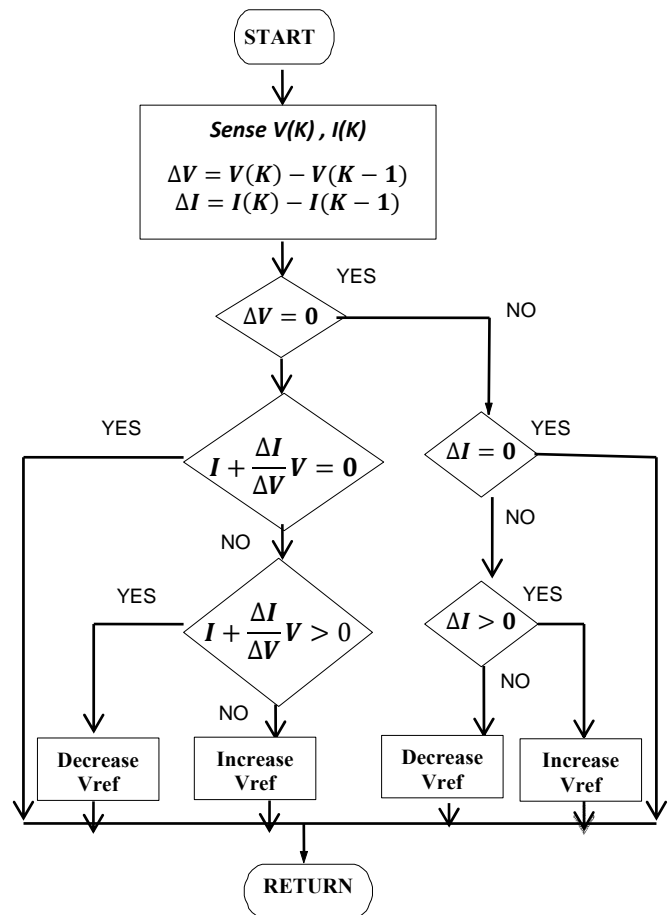 START
Sense V(K) , I(K)
ΔV = V(K) − V(K − 1)
ΔI = I(K) − I(K − 1)
YES
ΔV = 0
NO
YES
I + ΔI/ΔV V = 0
ΔI = 0
YES
NO
NO
YES
I + ΔI/ΔV V > 0
ΔI > 0
YES
NO
NO
Decrease
Vref
Increase
Vref
Decrease
Vref
Increase
Vref
RETURN